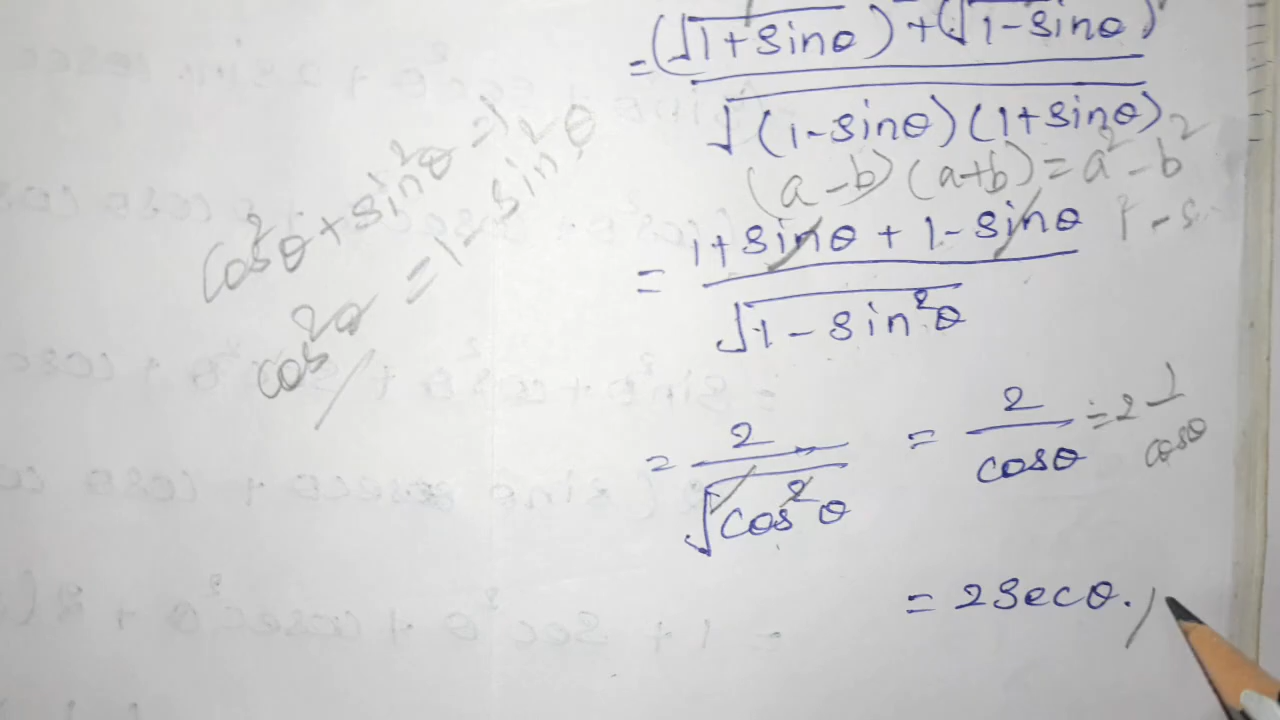 = (√1+sinθ) + (√1-sinθ)
√(1-sinθ)(1+sinθ)
(a-b)(a+b) = a²-b²
= 1+sinθ + 1-sinθ
√1-sin²θ
cos²θ + sin²θ = 1
cos²θ = 1 - sin²θ
= 2 / √cos²θ = 2 / cosθ = 2 1 / cosθ
= 2secθ.